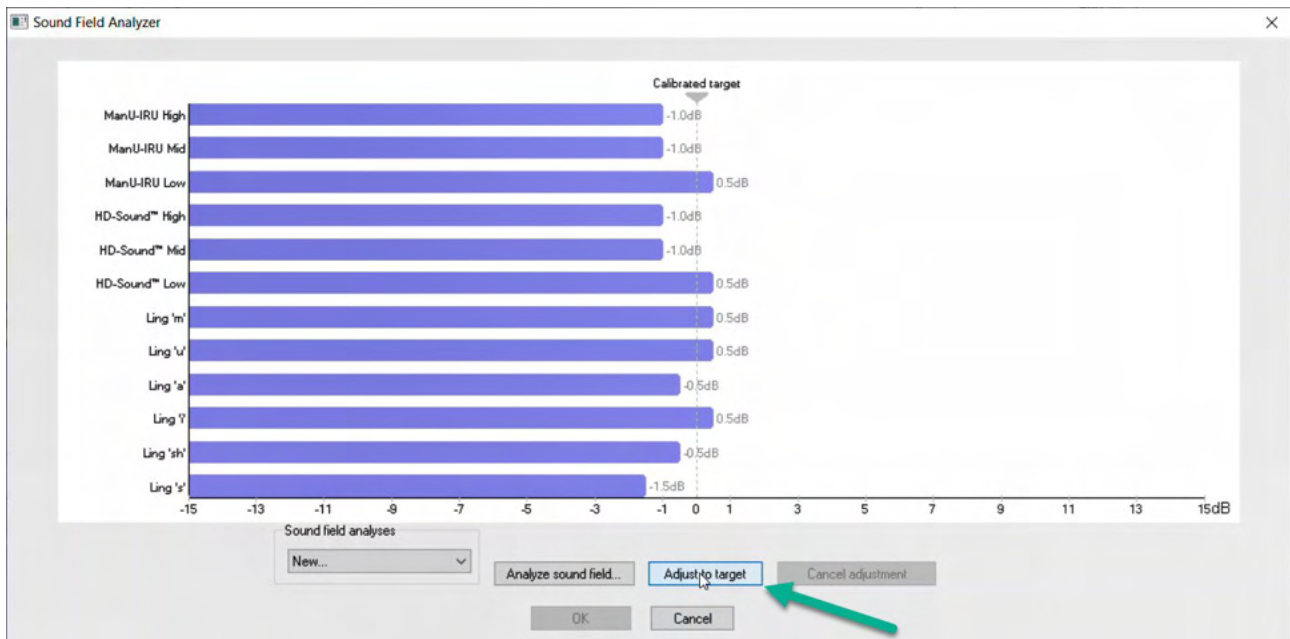 Sound Field Analyzer
Calibrated target
ManU-IRU High -1.0dB
ManU-IRU Mid -1.0dB
ManU-IRU Low 0.5dB
HD-Sound™ High -1.0dB
HD-Sound™ Mid -1.0dB
HD-Sound™ Low 0.5dB
Ling 'm' 0.5dB
Ling 'u' 0.5dB
Ling 'a' -0.5dB
Ling 'i' 0.5dB
Ling 'sh' -0.5dB
Ling 's' -1.5dB
-15 -13 -11 -9 -7 -5 -3 -1 0 1 3 5 7 9 11 13 15dB
Sound field analyses
New...
Analyze sound field... Adjust to target Cancel adjustment
OK Cancel